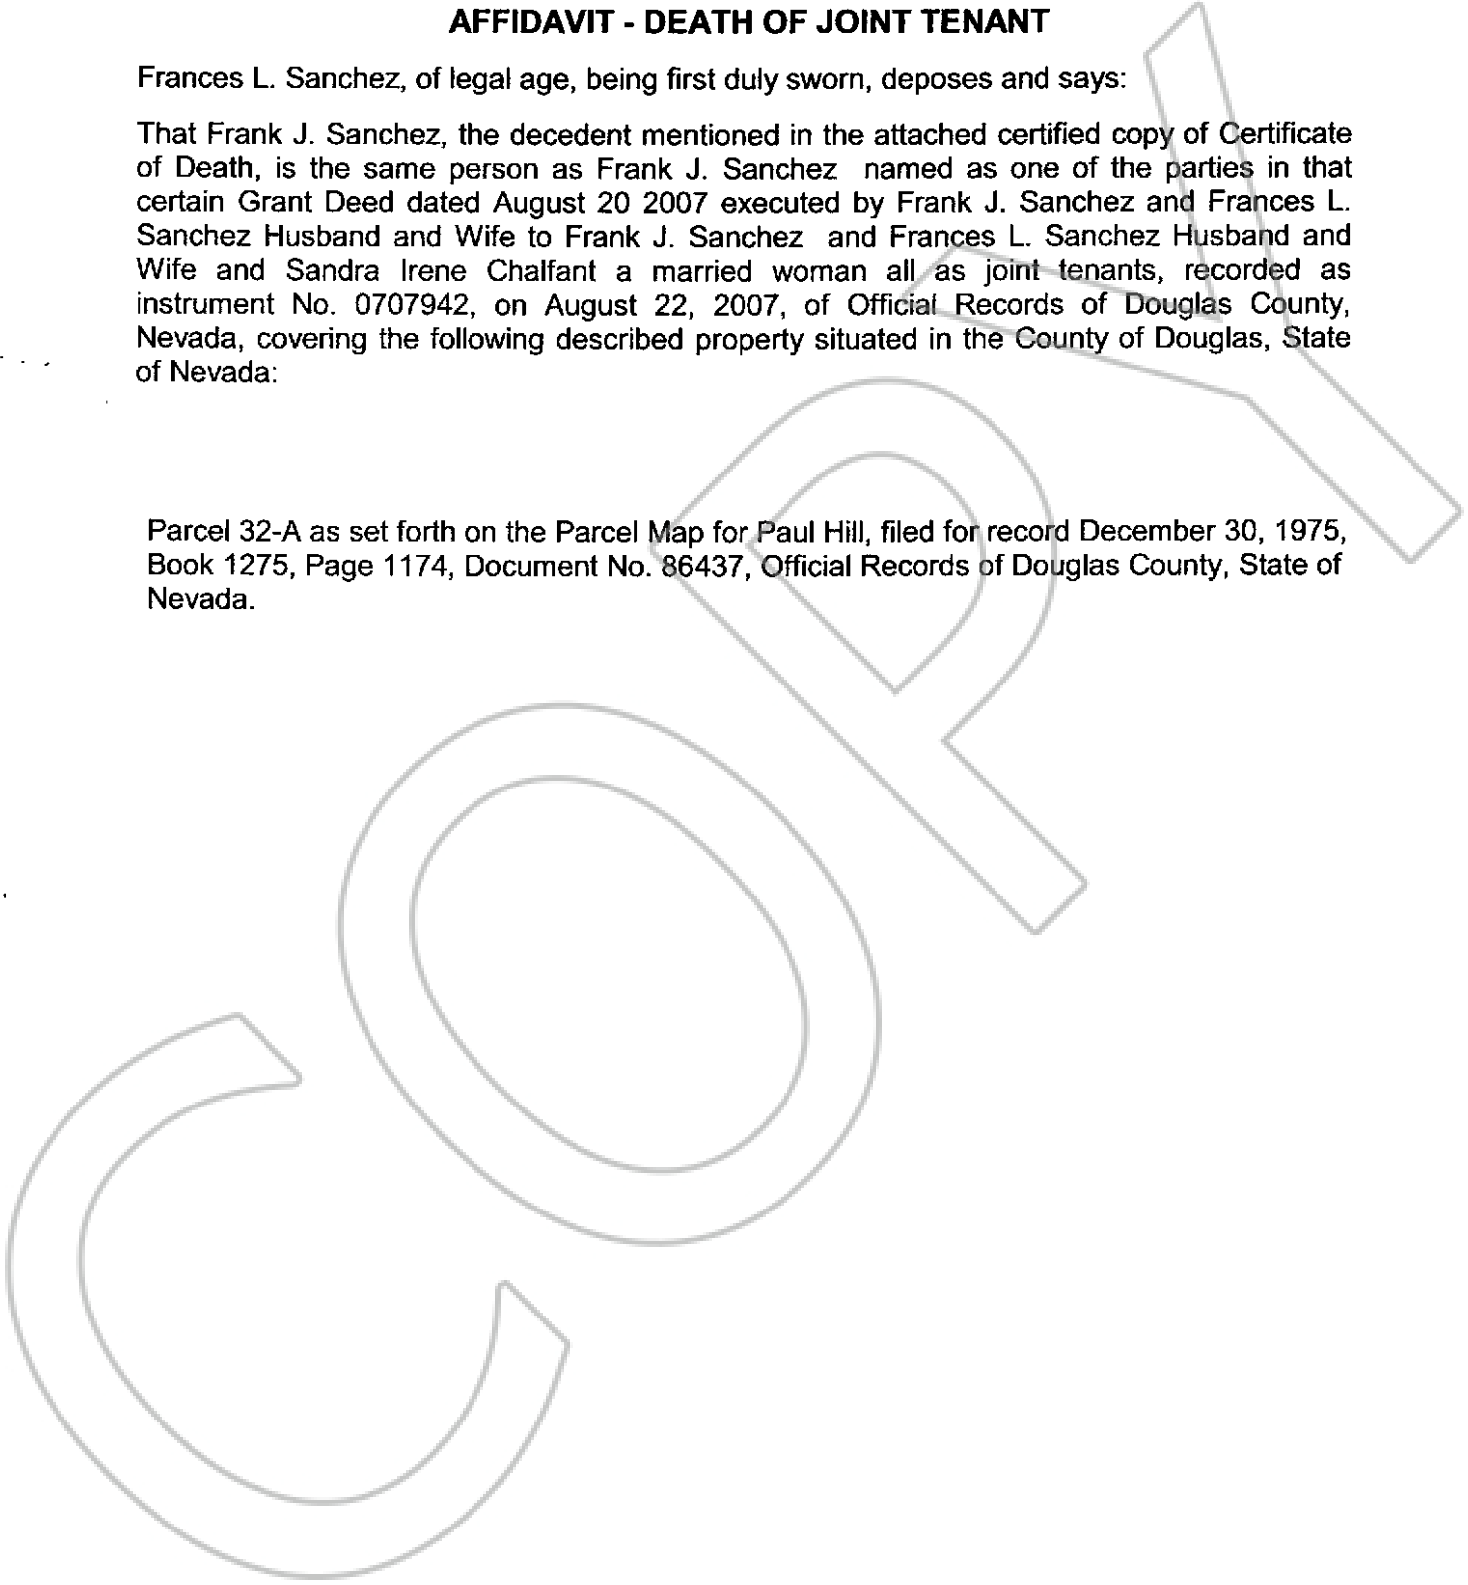 AFFIDAVIT - DEATH OF JOINT TENANT
Frances L. Sanchez, of legal age, being first duly sworn, deposes and says:
That Frank J. Sanchez, the decedent mentioned in the attached certified copy of Certificate
of Death, is the same person as Frank J. Sanchez named as one of the parties in that
certain Grant Deed dated August 20 2007 executed by Frank J. Sanchez and Frances L.
Sanchez Husband and Wife to Frank J. Sanchez and Frances L. Sanchez Husband and
Wife and Sandra Irene Chalfant a married woman all as joint tenants, recorded as
instrument No. 0707942, on August 22, 2007, of Official Records of Douglas County,
Nevada, covering the following described property situated in the County of Douglas, State
of Nevada:
Parcel 32-A as set forth on the Parcel Map for Paul Hill, filed for record December 30, 1975,
Book 1275, Page 1174, Document No. 86437, Official Records of Douglas County, State of
Nevada.
COPY